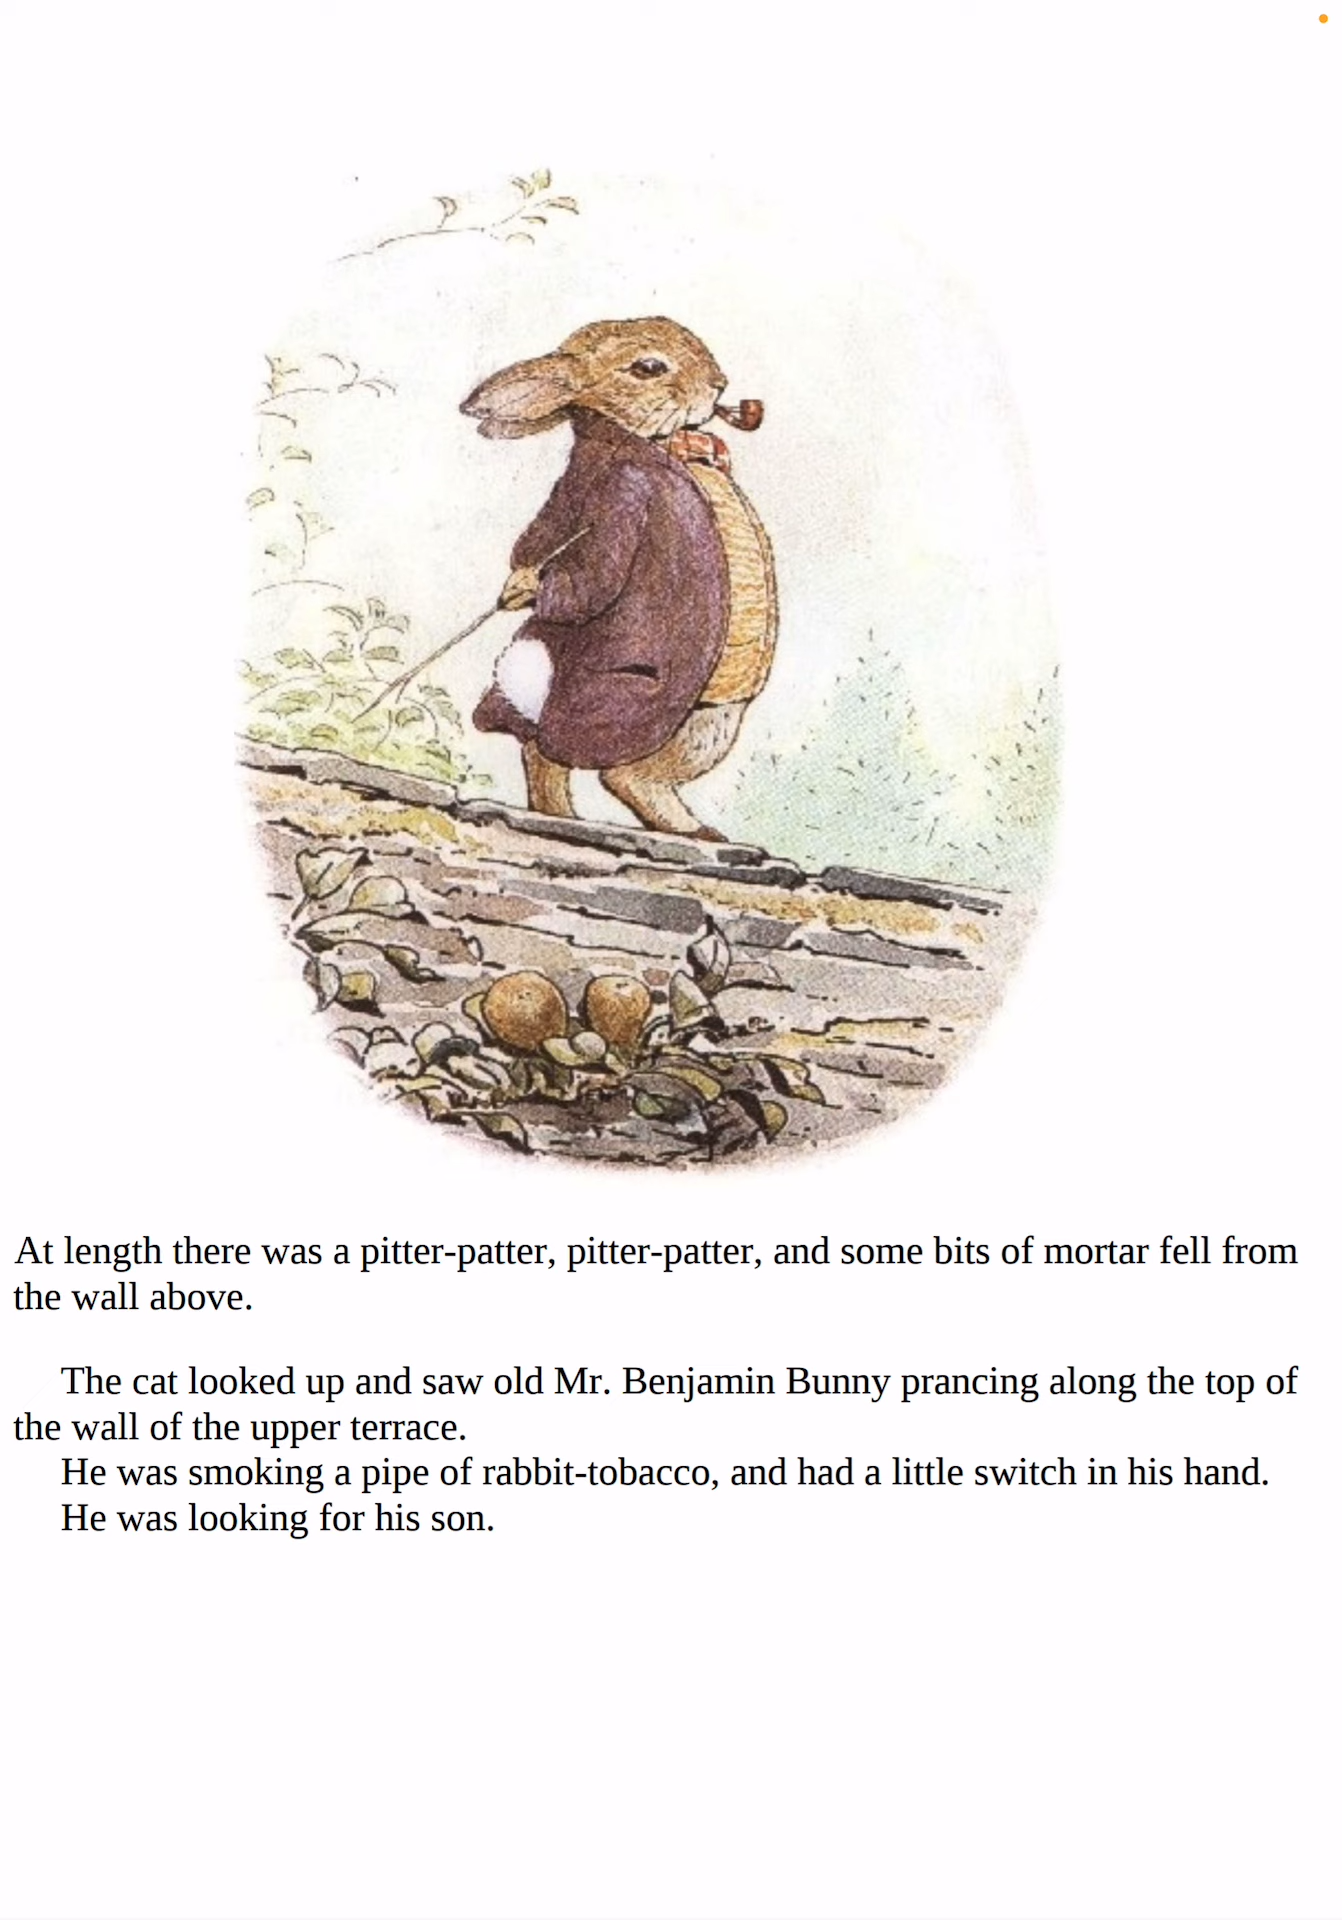 At length there was a pitter-patter, pitter-patter, and some bits of mortar fell from
the wall above.
The cat looked up and saw old Mr. Benjamin Bunny prancing along the top of
the wall of the upper terrace.
He was smoking a pipe of rabbit-tobacco, and had a little switch in his hand.
He was looking for his son.